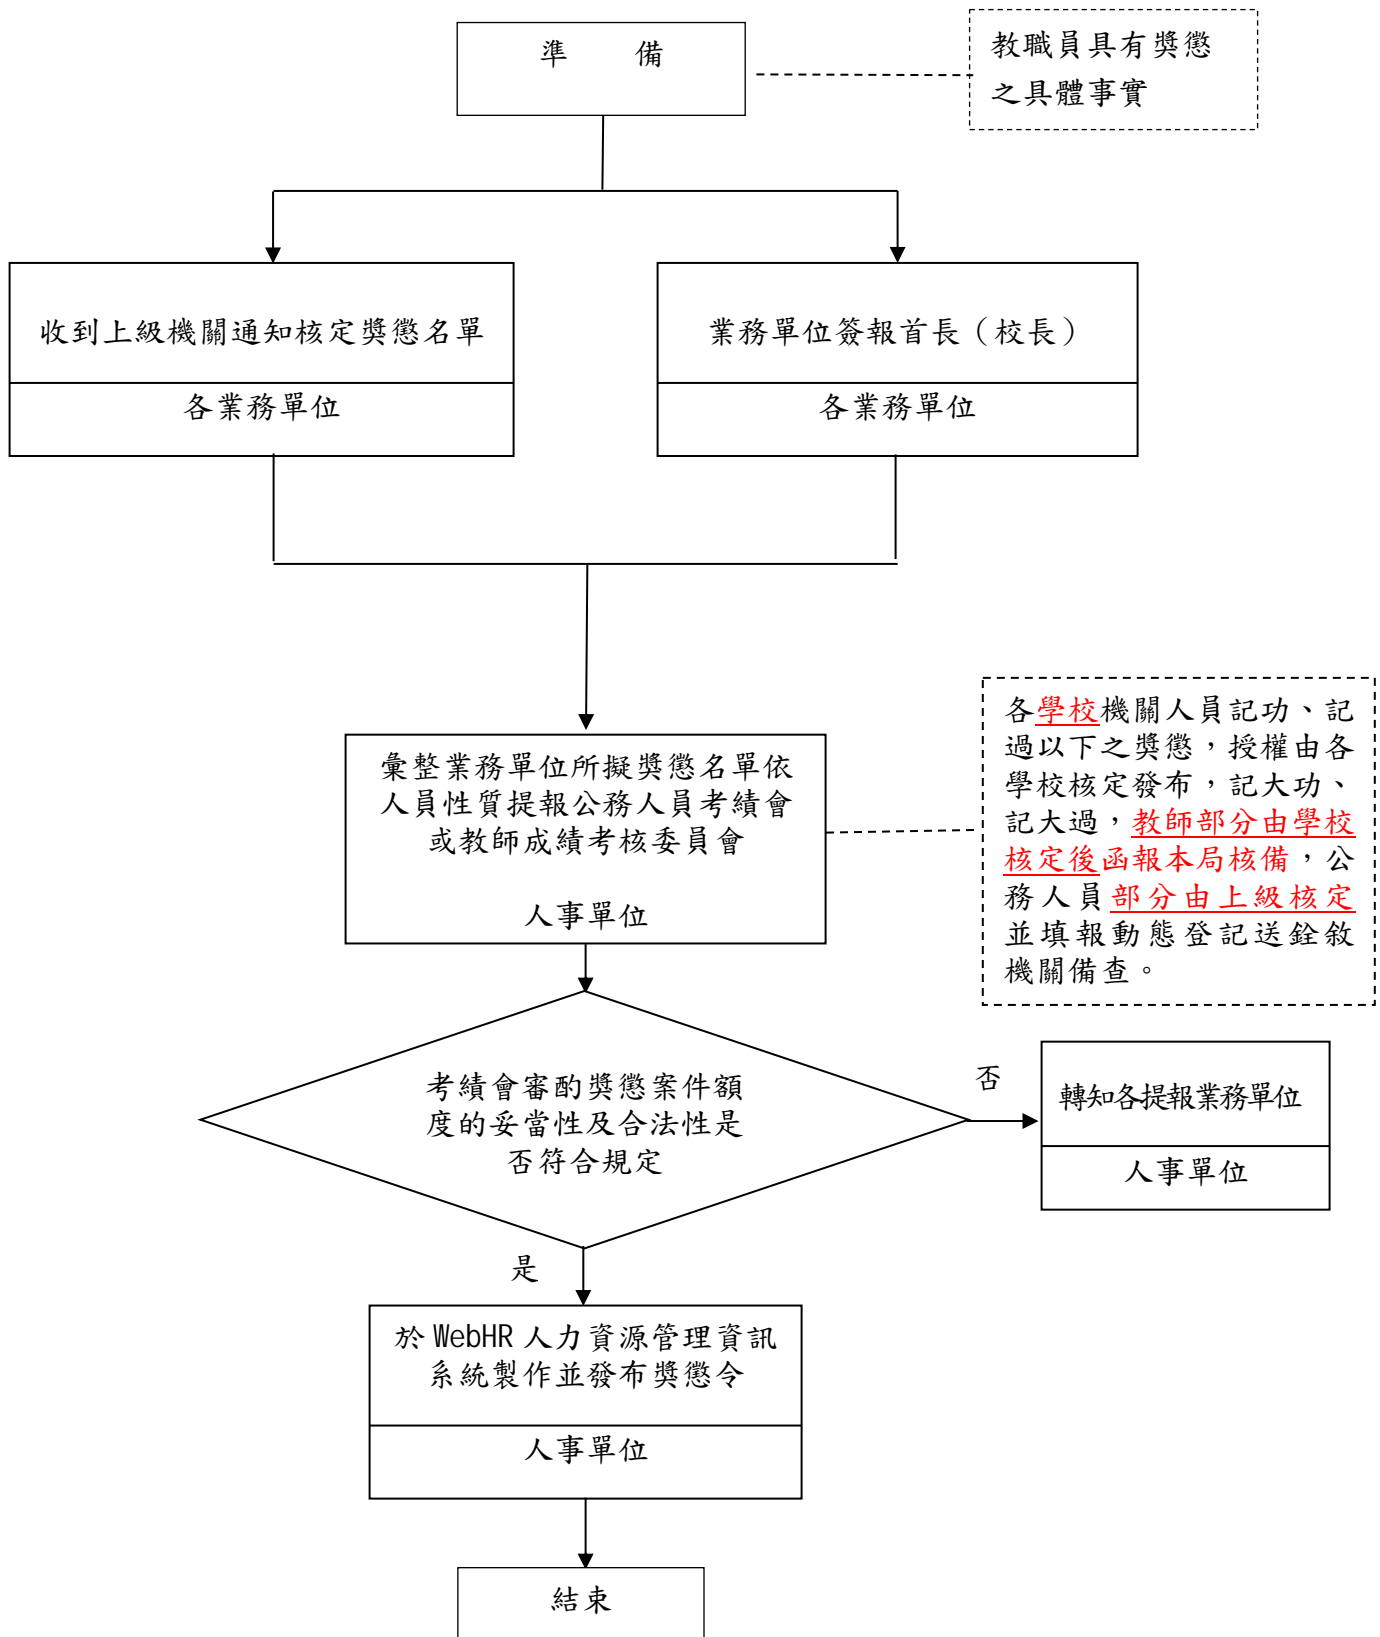 準　　備
教職員具有獎懲
之具體事實
收到上級機關通知核定獎懲名單
各業務單位
業務單位簽報首長（校長）
各業務單位
彙整業務單位所擬獎懲名單依
人員性質提報公務人員考績會
或教師成績考核委員會
人事單位
各學校機關人員記功、記
過以下之獎懲，授權由各
學校核定發布，記大功、
記大過，教師部分由學校
核定後函報本局核備，公
務人員部分由上級核定
並填報動態登記送銓敘
機關備查。
考績會審酌獎懲案件額
度的妥當性及合法性是
否符合規定
否
轉知各提報業務單位
人事單位
是
於 WebHR 人力資源管理資訊
系統製作並發布獎懲令
人事單位
結束